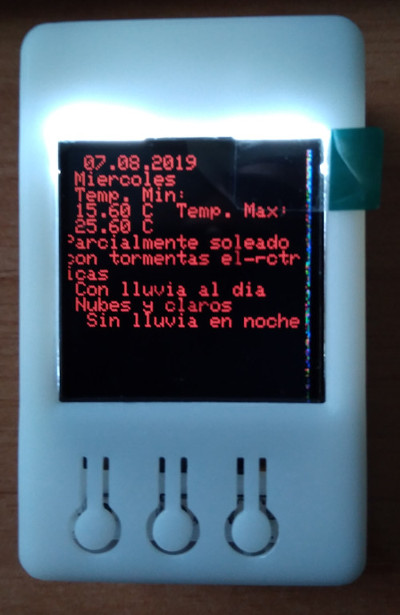 07.08.2019
Miercoles
Temp. Min:
15.60 C  Temp. Max:
25.60 C
Parcialmente soleado
con tormentas el-ctr
icas
Con lluvia al dia
Nubes y claros
Sin lluvia en noche